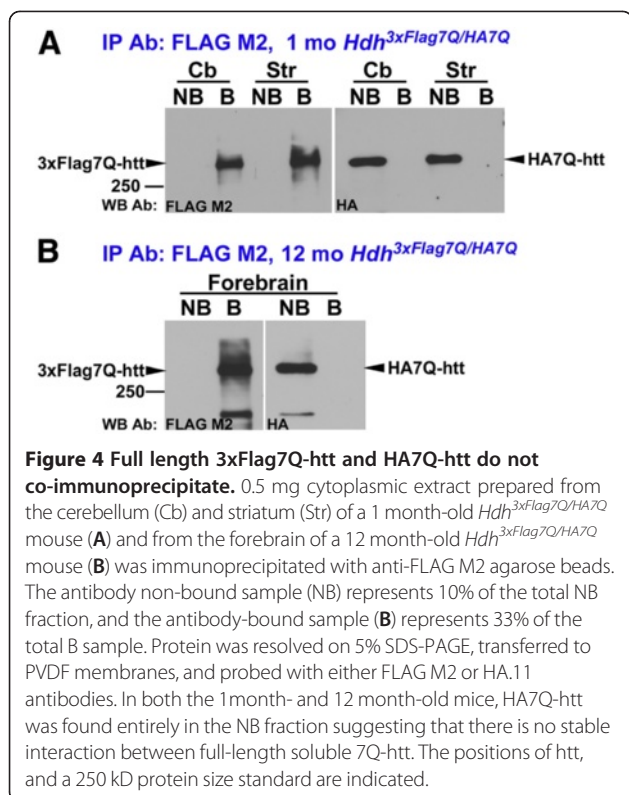 A IP Ab: FLAG M2, 1 mo Hdh3xFlag7Q/HA7Q
Cb Str Cb Str
NB B NB B NB B NB B
3xFlag7Q-htt HA7Q-htt
250
WB Ab: FLAG M2 HA
B IP Ab: FLAG M2, 12 mo Hdh3xFlag7Q/HA7Q
Forebrain
NB B NB B
3xFlag7Q-htt HA7Q-htt
250
WB Ab: FLAG M2 HA
Figure 4 Full length 3xFlag7Q-htt and HA7Q-htt do not
co-immunoprecipitate. 0.5 mg cytoplasmic extract prepared from
the cerebellum (Cb) and striatum (Str) of a 1 month-old Hdh3xFlag7Q/HA7Q
mouse (A) and from the forebrain of a 12 month-old Hdh3xFlag7Q/HA7Q
mouse (B) was immunoprecipitated with anti-FLAG M2 agarose beads.
The antibody non-bound sample (NB) represents 10% of the total NB
fraction, and the antibody-bound sample (B) represents 33% of the
total B sample. Protein was resolved on 5% SDS-PAGE, transferred to
PVDF membranes, and probed with either FLAG M2 or HA.11
antibodies. In both the 1month- and 12 month-old mice, HA7Q-htt
was found entirely in the NB fraction suggesting that there is no stable
interaction between full-length soluble 7Q-htt. The positions of htt,
and a 250 kD protein size standard are indicated.